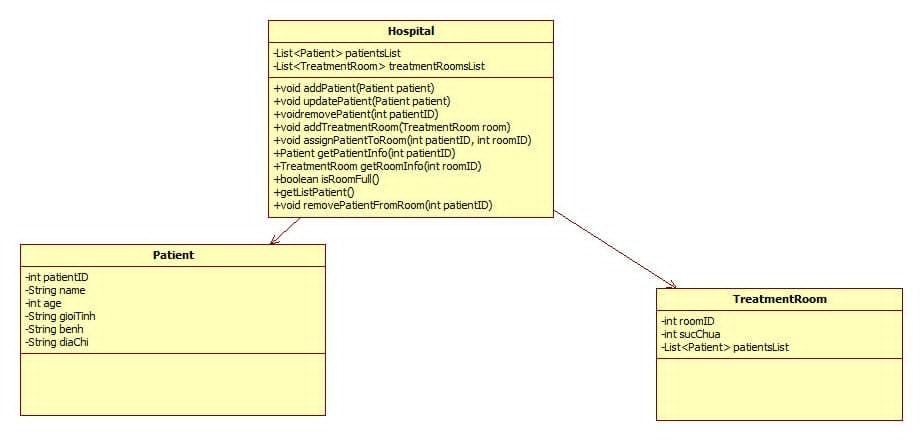 Hospital
-List<Patient> patientsList
-List<TreatmentRoom> treatmentRoomsList
+void addPatient(Patient patient)
+void updatePatient(Patient patient)
+voidremovePatient(int patientID)
+void addTreatmentRoom(TreatmentRoom room)
+void assignPatientToRoom(int patientID, int roomID)
+Patient getPatientInfo(int patientID)
+TreatmentRoom getRoomInfo(int roomID)
+boolean isRoomFull()
+getListPatient()
+void removePatientFromRoom(int patientID)
Patient
-int patientID
-String name
-int age
-String gioiTinh
-String benh
-String diaChi
TreatmentRoom
-int roomID
-int sucChua
-List<Patient> patientsList